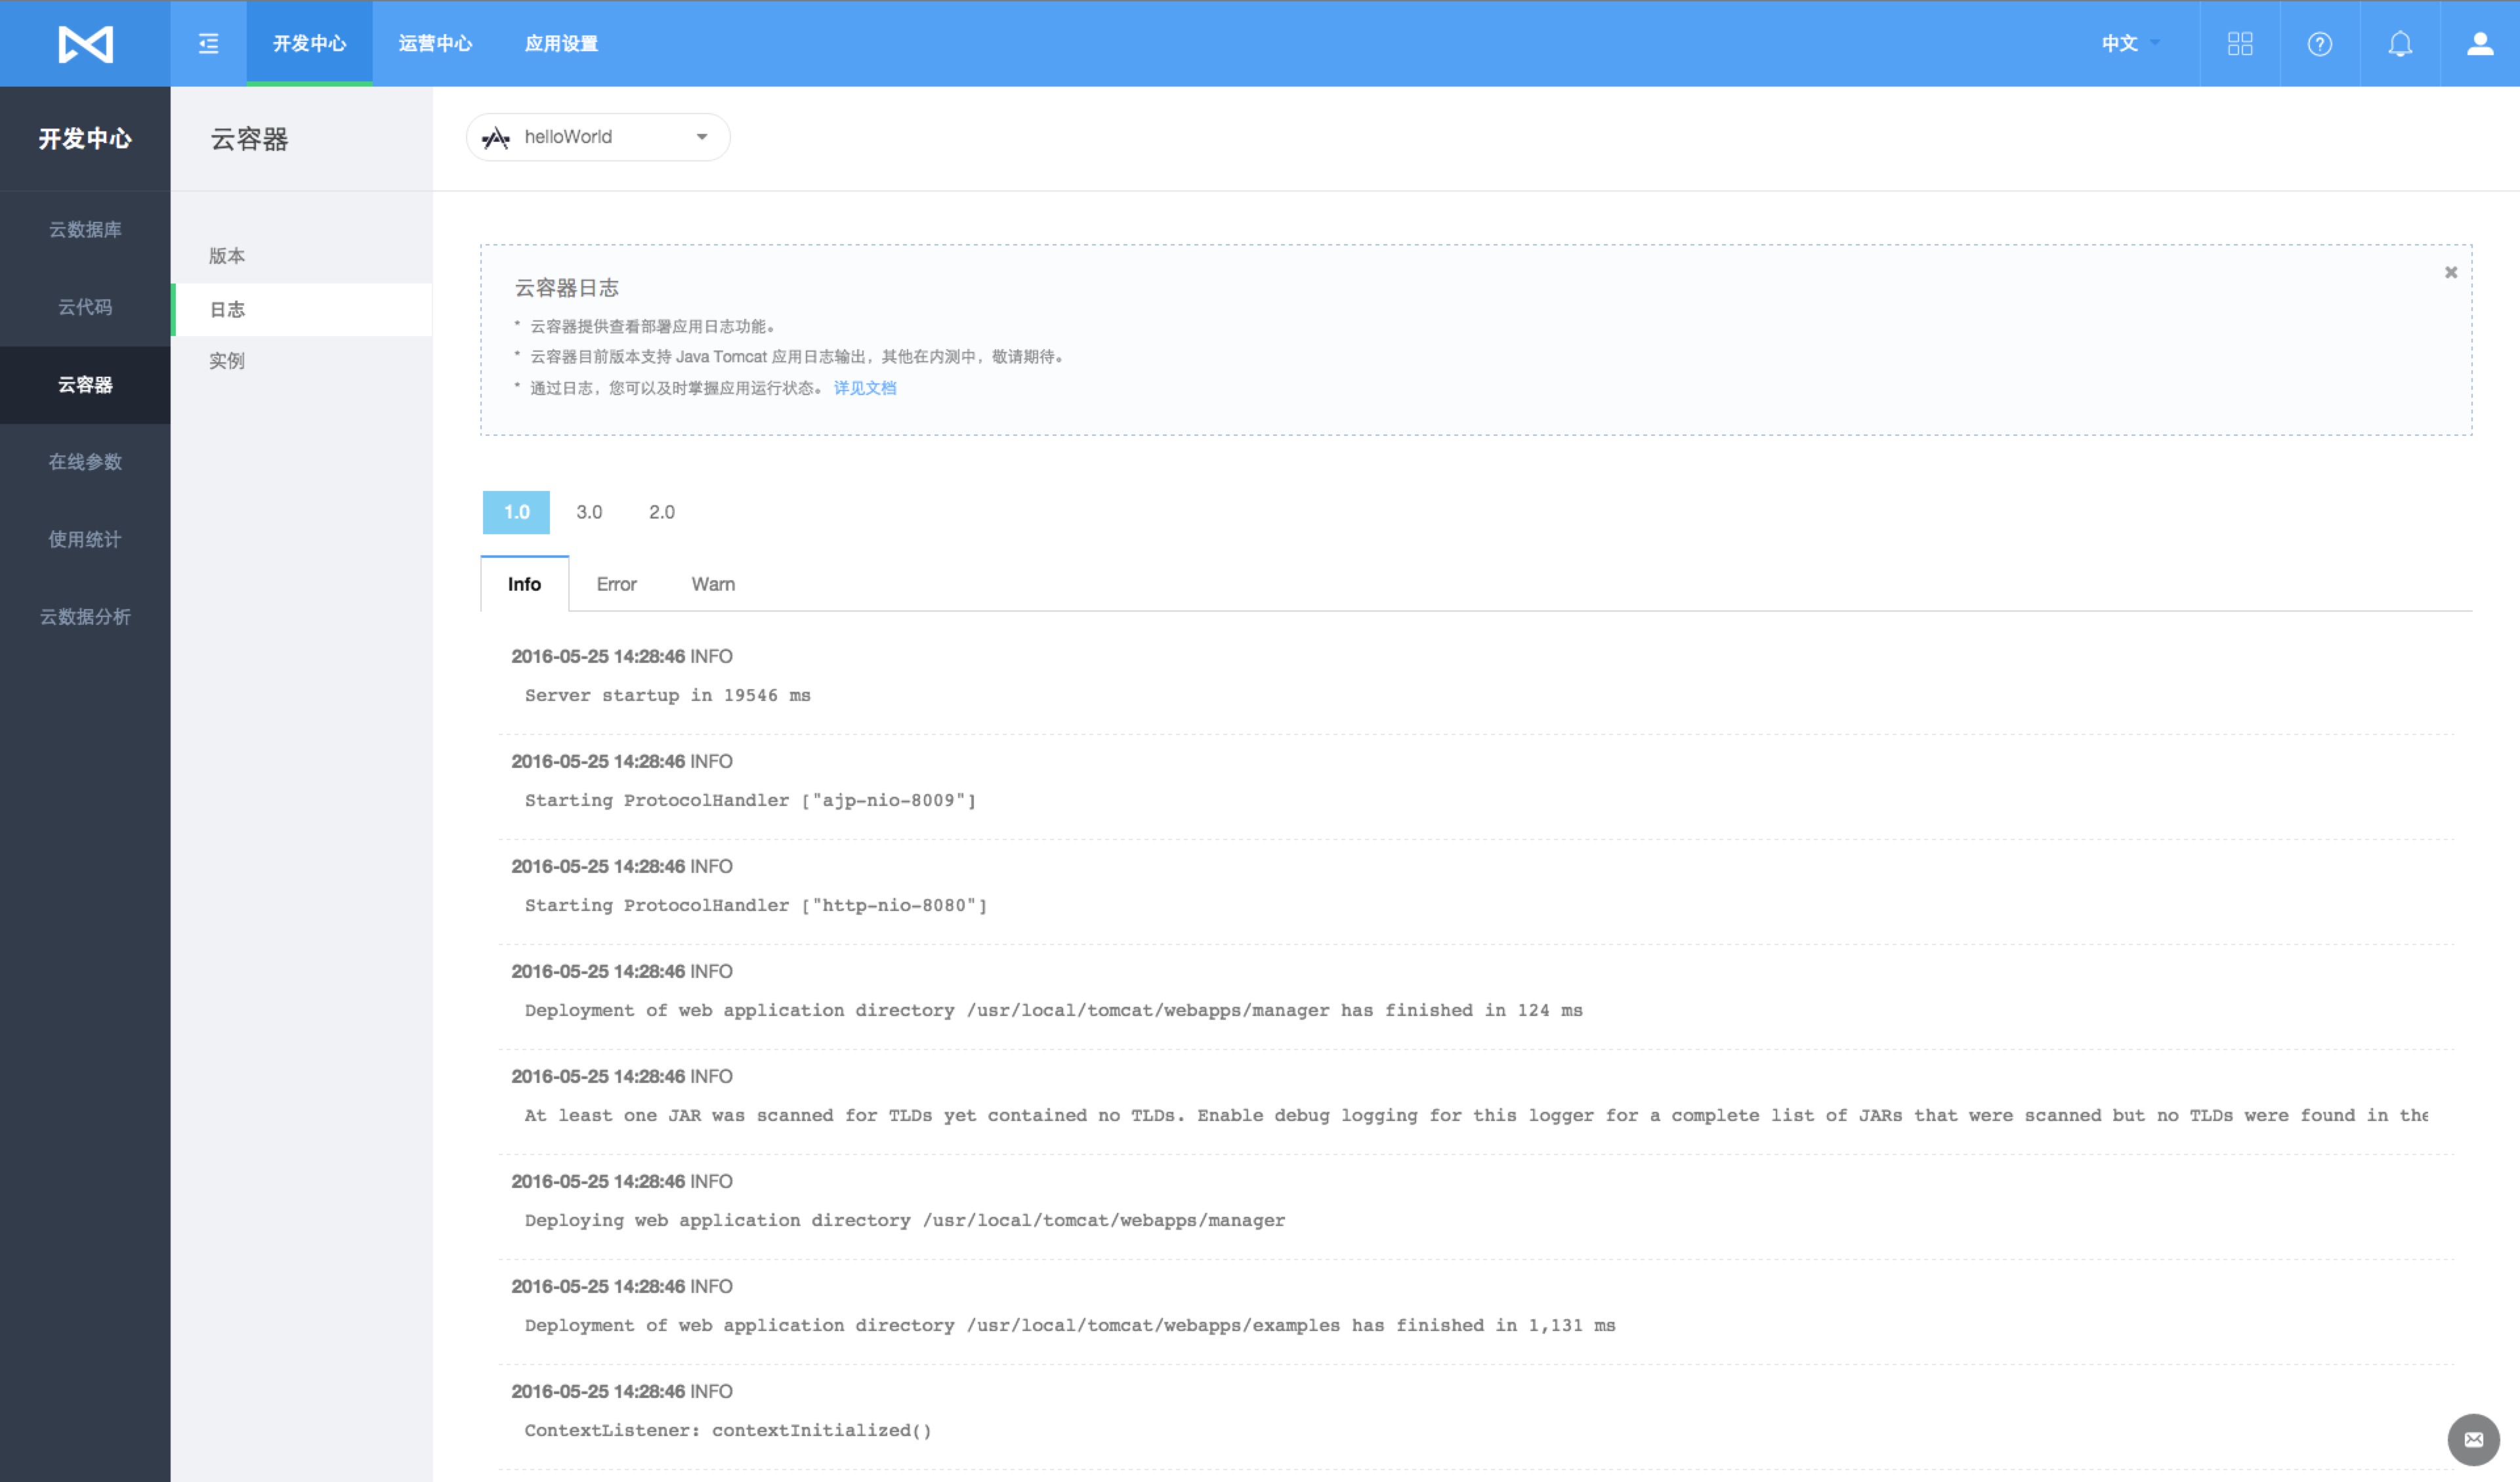 开发中心
运营中心
应用设置
中文
开发中心
云数据库
云代码
云容器
在线参数
使用统计
云数据分析
云容器
版本
日志
实例
helloWorld
云容器日志
* 云容器提供查看部署应用日志功能。
* 云容器目前版本支持 Java Tomcat 应用日志输出，其他在内测中，敬请期待。
* 通过日志，您可以及时掌握应用运行状态。 详见文档
1.0 3.0 2.0
Info Error Warn
2016-05-25 14:28:46 INFO
Server startup in 19546 ms
2016-05-25 14:28:46 INFO
Starting ProtocolHandler ["ajp-nio-8009"]
2016-05-25 14:28:46 INFO
Starting ProtocolHandler ["http-nio-8080"]
2016-05-25 14:28:46 INFO
Deployment of web application directory /usr/local/tomcat/webapps/manager has finished in 124 ms
2016-05-25 14:28:46 INFO
At least one JAR was scanned for TLDs yet contained no TLDs. Enable debug logging for this logger for a complete list of JARs that were scanned but no TLDs were found in the
2016-05-25 14:28:46 INFO
Deploying web application directory /usr/local/tomcat/webapps/manager
2016-05-25 14:28:46 INFO
Deployment of web application directory /usr/local/tomcat/webapps/examples has finished in 1,131 ms
2016-05-25 14:28:46 INFO
ContextListener: contextInitialized()